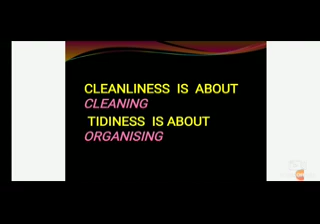 CLEANLINESS IS ABOUT
CLEANING
TIDINESS IS ABOUT
ORGANISING